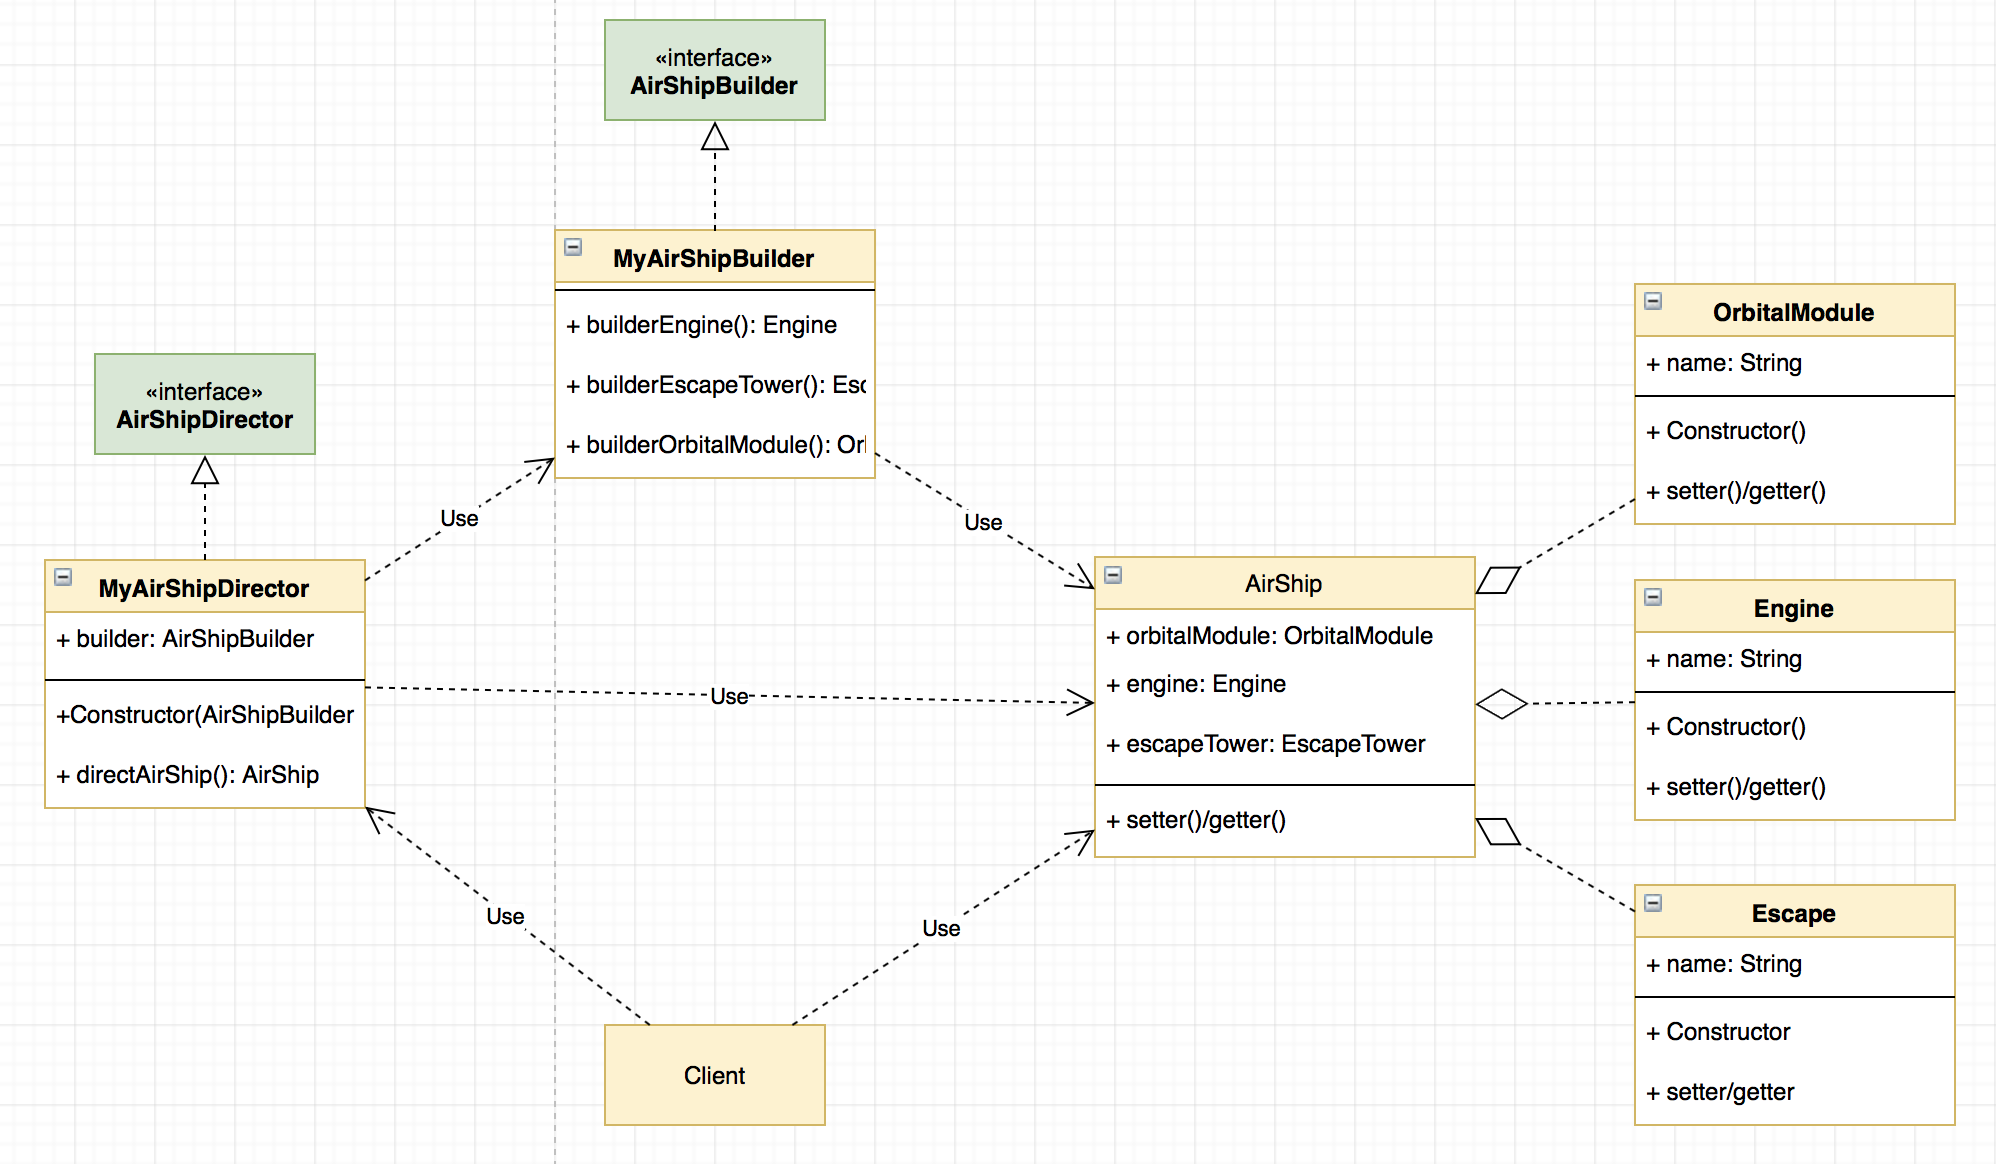 «interface»
AirShipBuilder
MyAirShipBuilder
+ builderEngine(): Engine
+ builderEscapeTower(): Esc
+ builderOrbitalModule(): Orl
«interface»
AirShipDirector
MyAirShipDirector
+ builder: AirShipBuilder
+Constructor(AirShipBuilder
+ directAirShip(): AirShip
Use
Use
Use
Use
Use
AirShip
+ orbitalModule: OrbitalModule
+ engine: Engine
+ escapeTower: EscapeTower
+ setter()/getter()
OrbitalModule
+ name: String
+ Constructor()
+ setter()/getter()
Engine
+ name: String
+ Constructor()
+ setter()/getter()
Escape
+ name: String
+ Constructor
+ setter/getter
Client